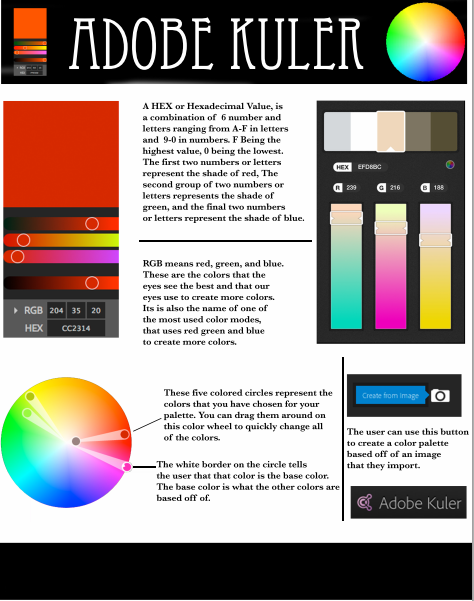 ADOBE KULER
A HEX or Hexadecimal Value, is
a combination of 6 number and
letters ranging from A-F in letters
and 9-0 in numbers. F Being the
highest value, 0 being the lowest.
The first two numbers or letters
represent the shade of red, The
second group of two numbers or
letters represents the shade of
green, and the final two numbers
or letters represent the shade of blue.
HEX EFD8BC
R 239 G 216 B 188
RGB means red, green, and blue.
These are the colors that the
eyes see the best and that our
eyes use to create more colors.
Its is also the name of one of
the most used color modes,
that uses red green and blue
to create more colors.
RGB 204 35 20
HEX CC2314
These five colored circles represent the
colors that you have chosen for your
palette. You can drag them around on
this color wheel to quickly change all
of the colors.
The white border on the circle tells
the user that that color is the base color.
The base color is what the other colors are
based off of.
Create from Image
The user can use this button
to create a color palette
based off of an image
that they import.
Adobe Kuler